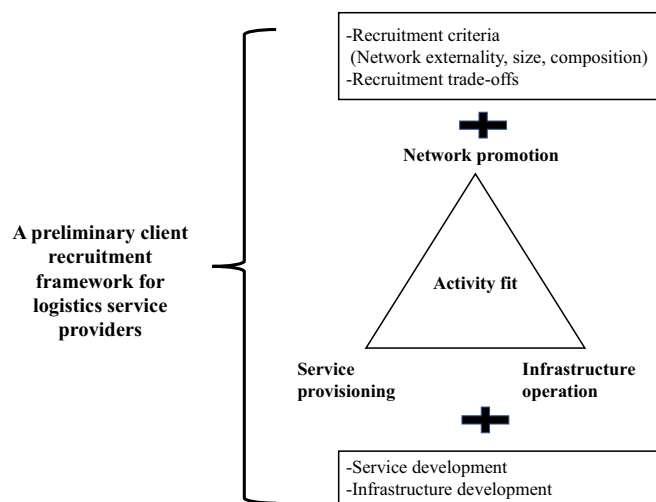 -Recruitment criteria
(Network externality, size, composition)
-Recruitment trade-offs
Network promotion
A preliminary client
recruitment
framework for
logistics service
providers
Activity fit
Service
provisioning
Infrastructure
operation
-Service development
-Infrastructure development